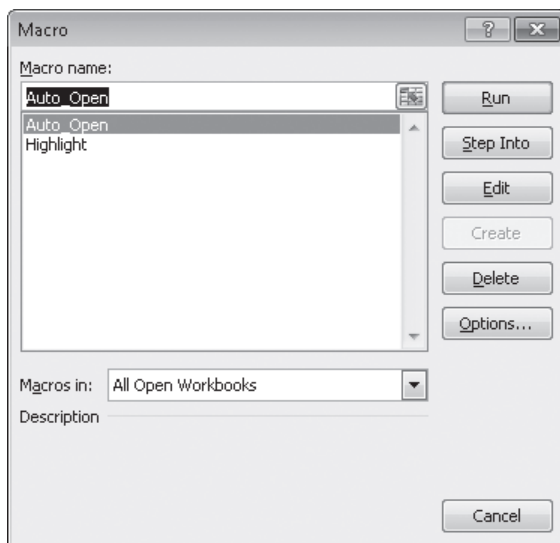 Macro
Macro name:
Auto_Open
Auto_Open
Highlight
Run
Step Into
Edit
Create
Delete
Options...
Macros in: All Open Workbooks
Description
Cancel